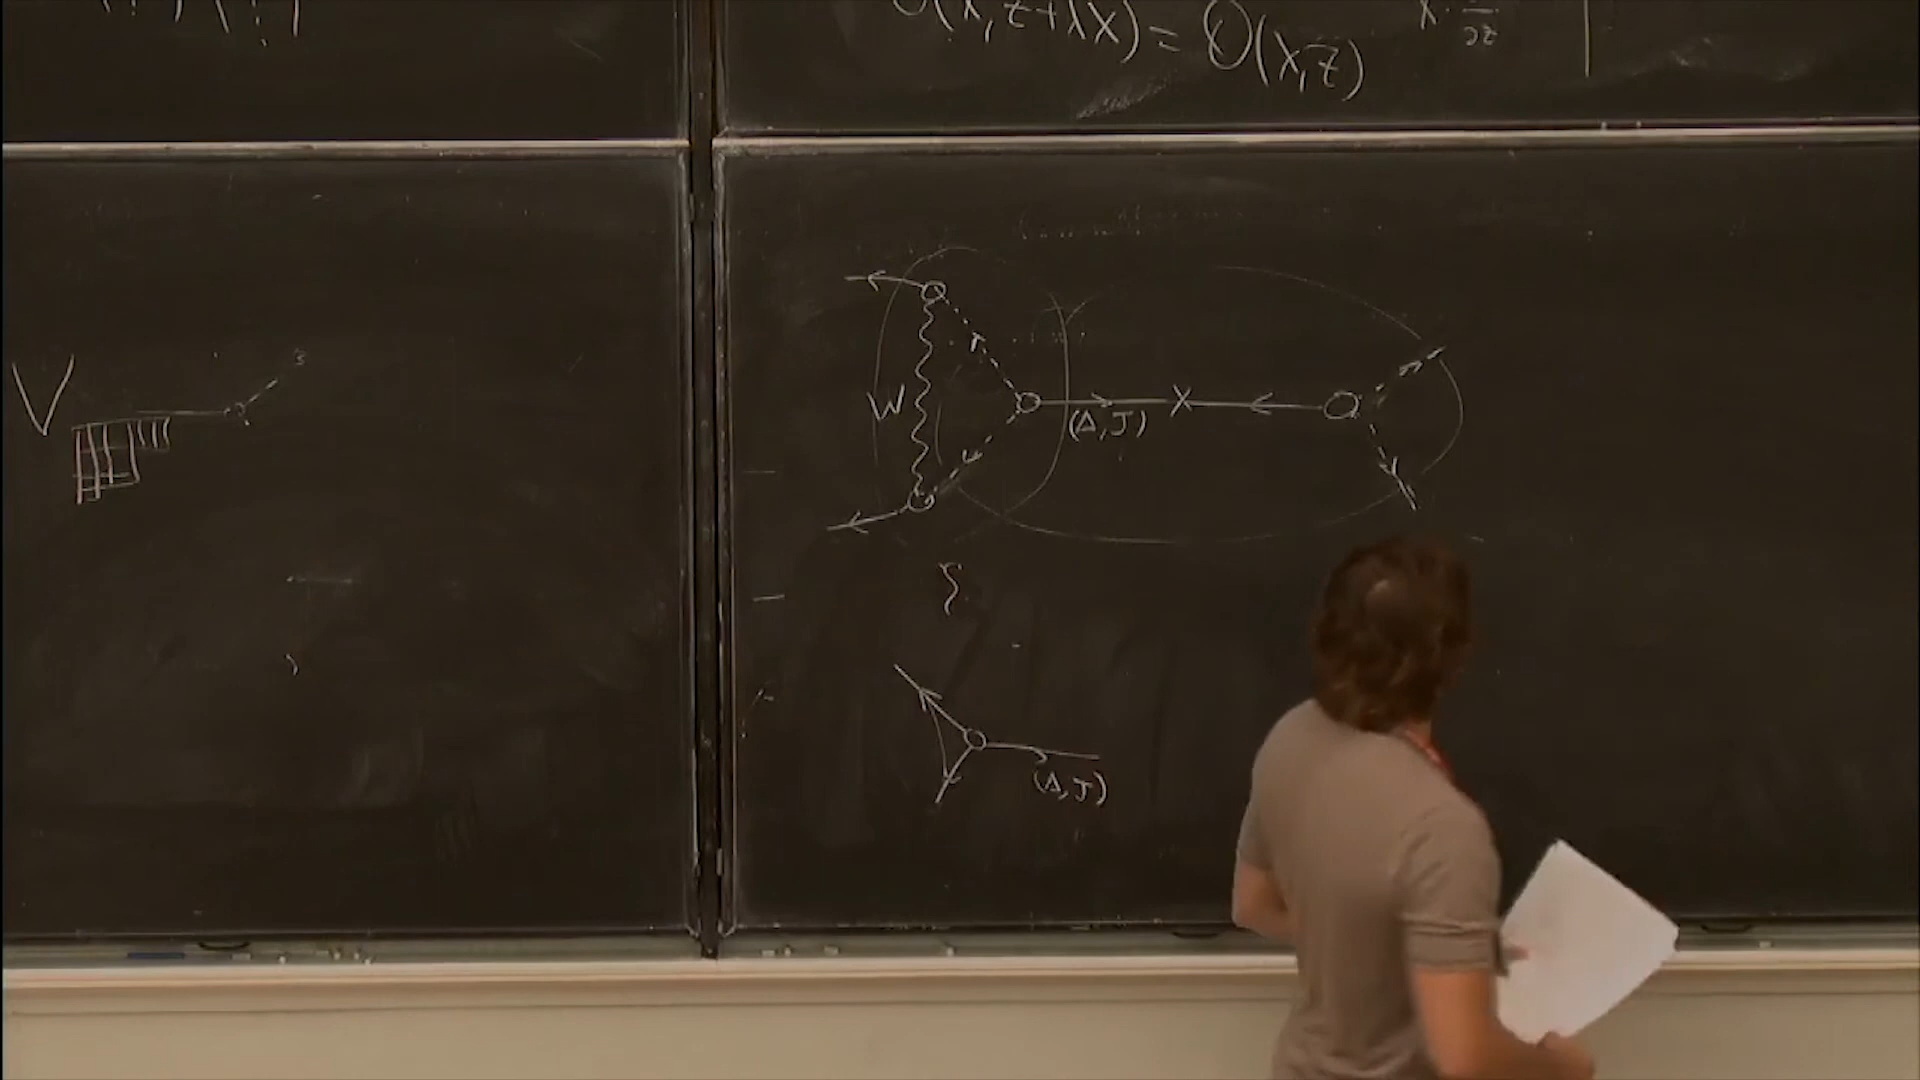 O(X, Z+λX) = O(X,Z) X·∂/∂Z
V
W
(Δ,J)
X
(Δ,J)